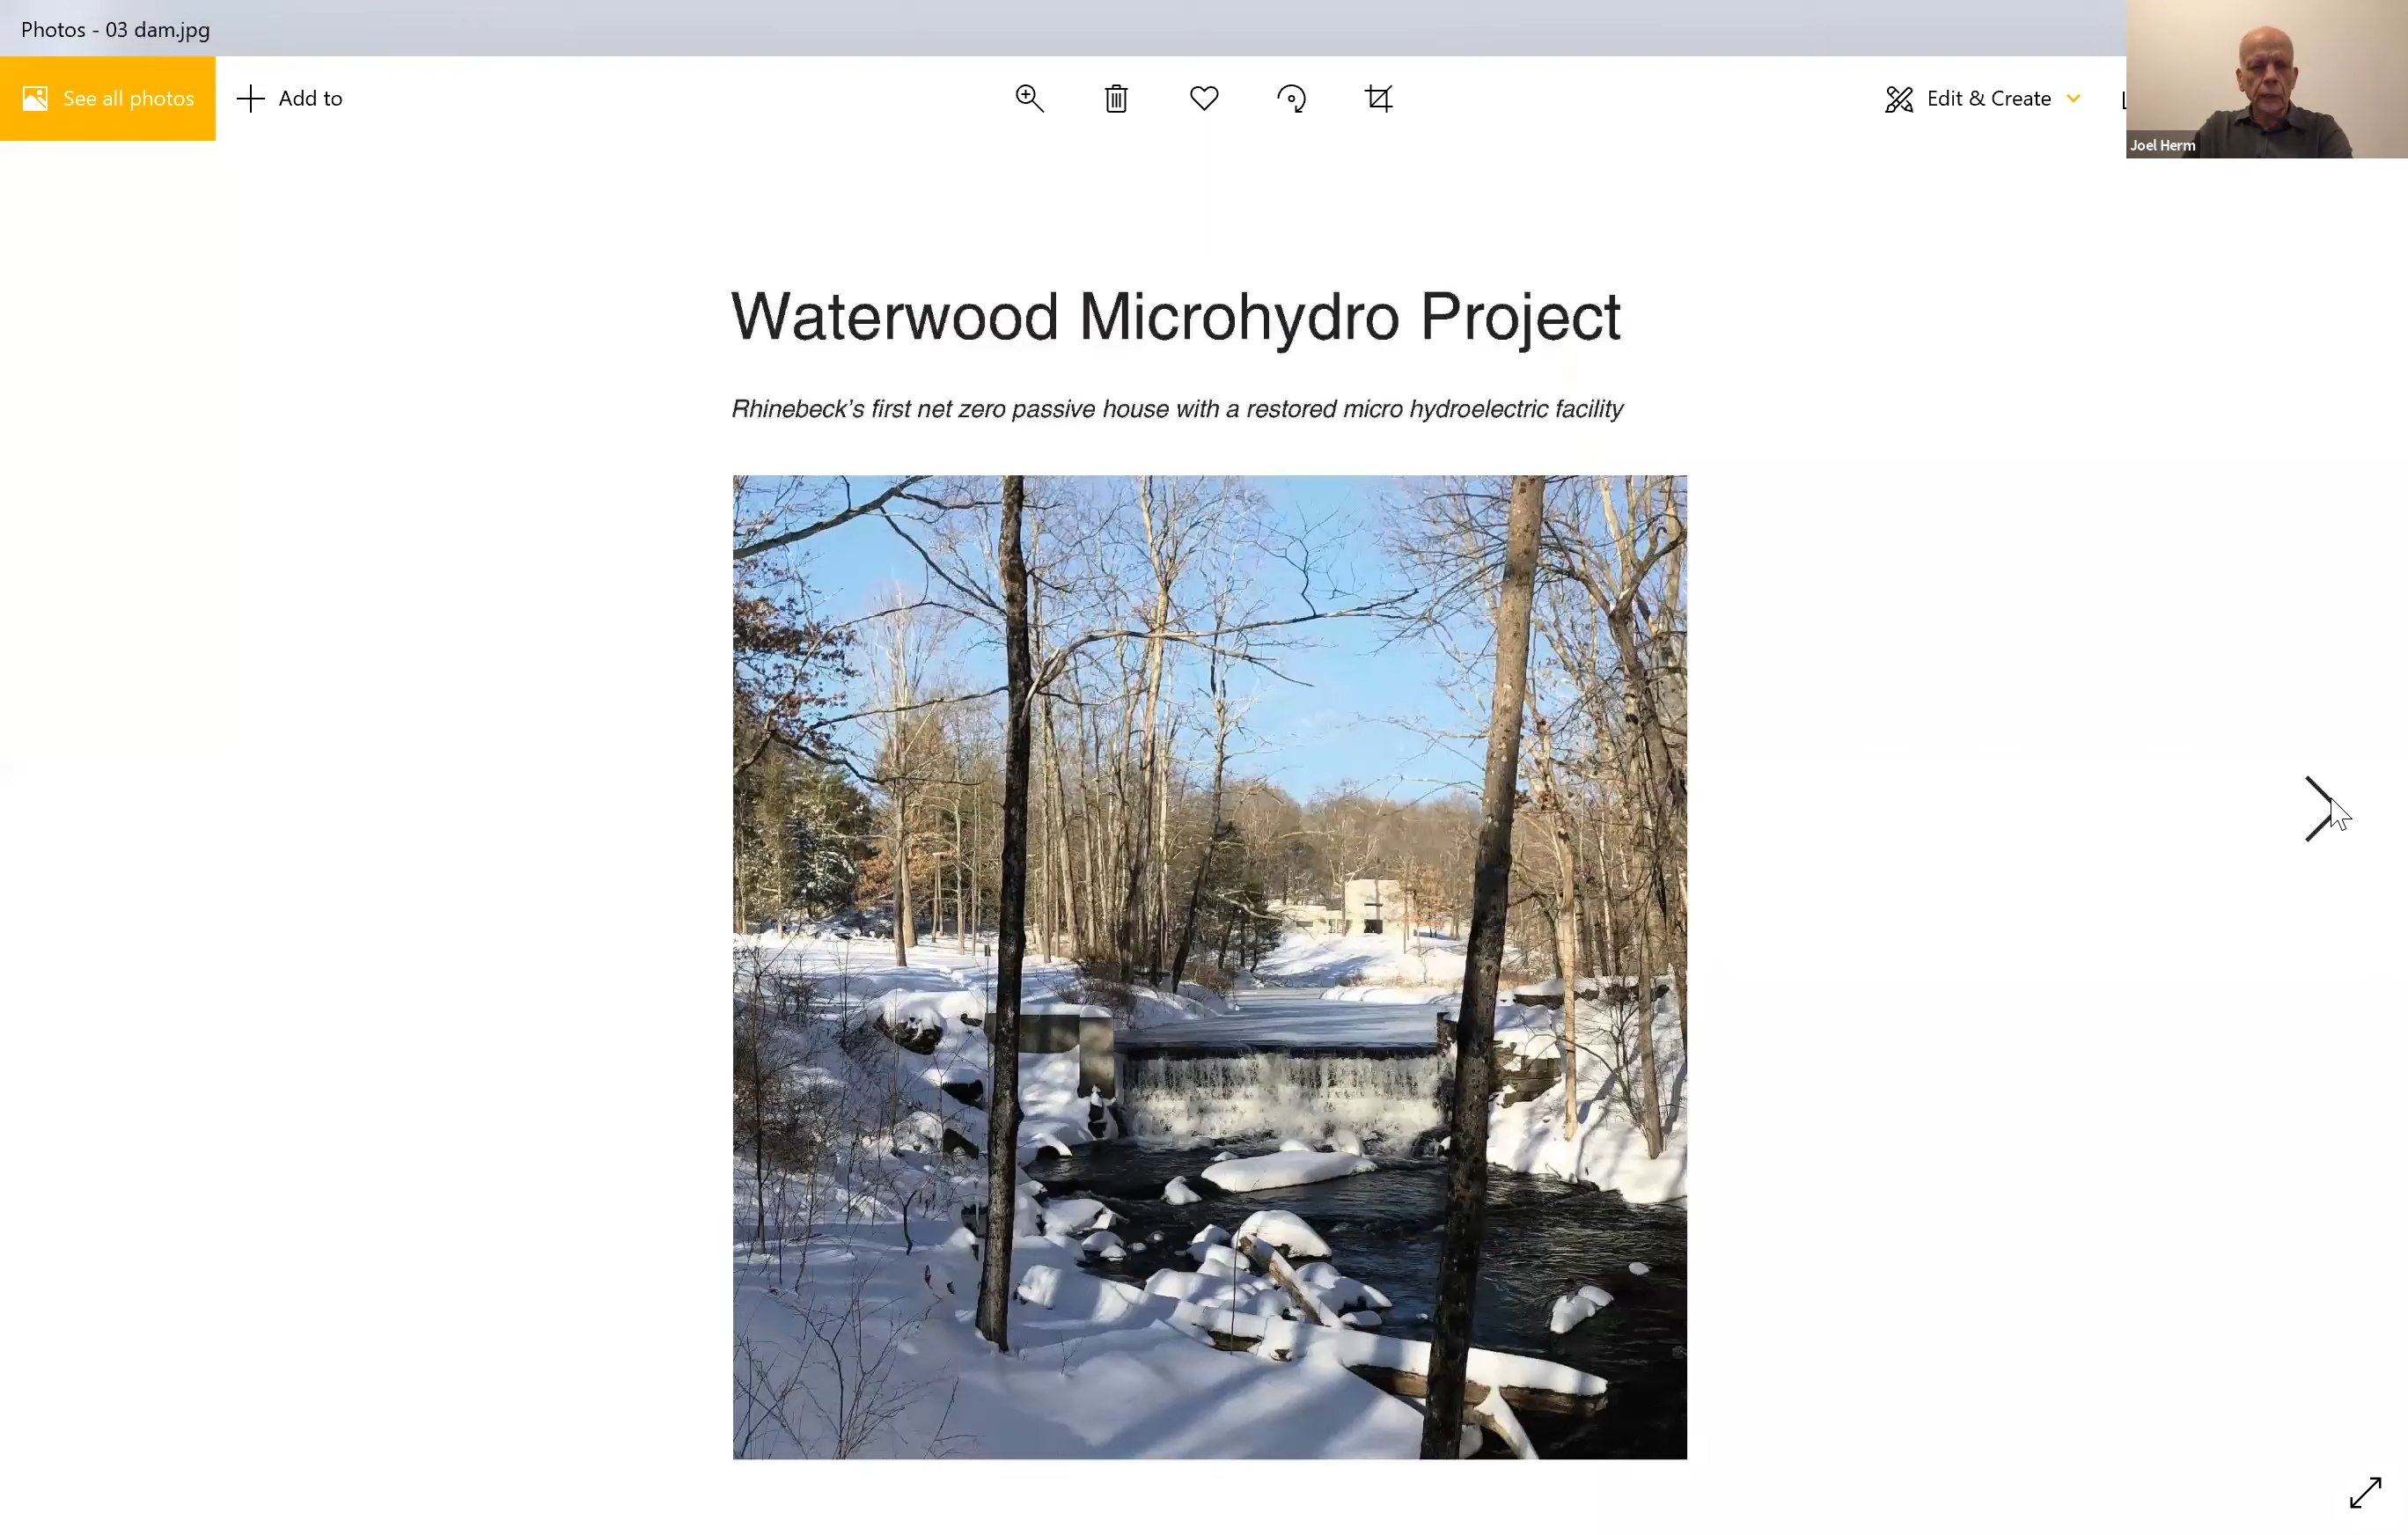 Photos - 03 dam.jpg
See all photos
Add to
Edit & Create
Joel Herm
Waterwood Microhydro Project
Rhinebeck's first net zero passive house with a restored micro hydroelectric facility